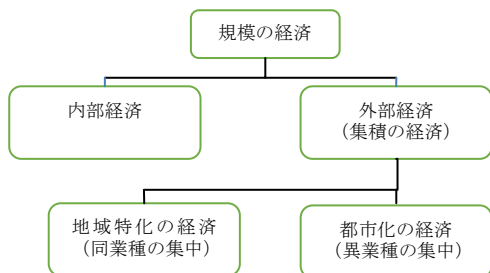 規模の経済
内部経済
外部経済
（集積の経済）
地域特化の経済
（同業種の集中）
都市化の経済
（異業種の集中）